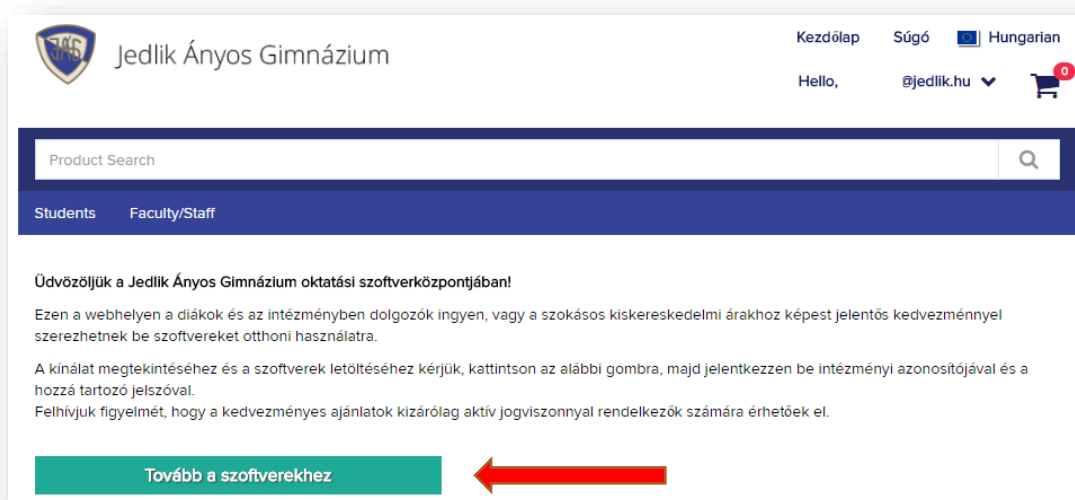 JÁG
Jedlik Ányos Gimnázium
Kezdőlap Súgó Hungarian
Hello, @jedlik.hu
0
Product Search
Students Faculty/Staff
Üdvözöljük a Jedlik Ányos Gimnázium oktatási szoftverközpontjában!
Ezen a webhelyen a diákok és az intézményben dolgozók ingyen, vagy a szokásos kiskereskedelmi árakhoz képest jelentős kedvezménnyel
szerezhetnek be szoftvereket otthoni használatra.
A kínálat megtekintéséhez és a szoftverek letöltéséhez kérjük, kattintson az alábbi gombra, majd jelentkezzen be intézményi azonosítójával és a
hozzá tartozó jelszóval.
Felhívjuk figyelmét, hogy a kedvezményes ajánlatok kizárólag aktív jogviszonnyal rendelkezők számára érhetőek el.
Tovább a szoftverekhez